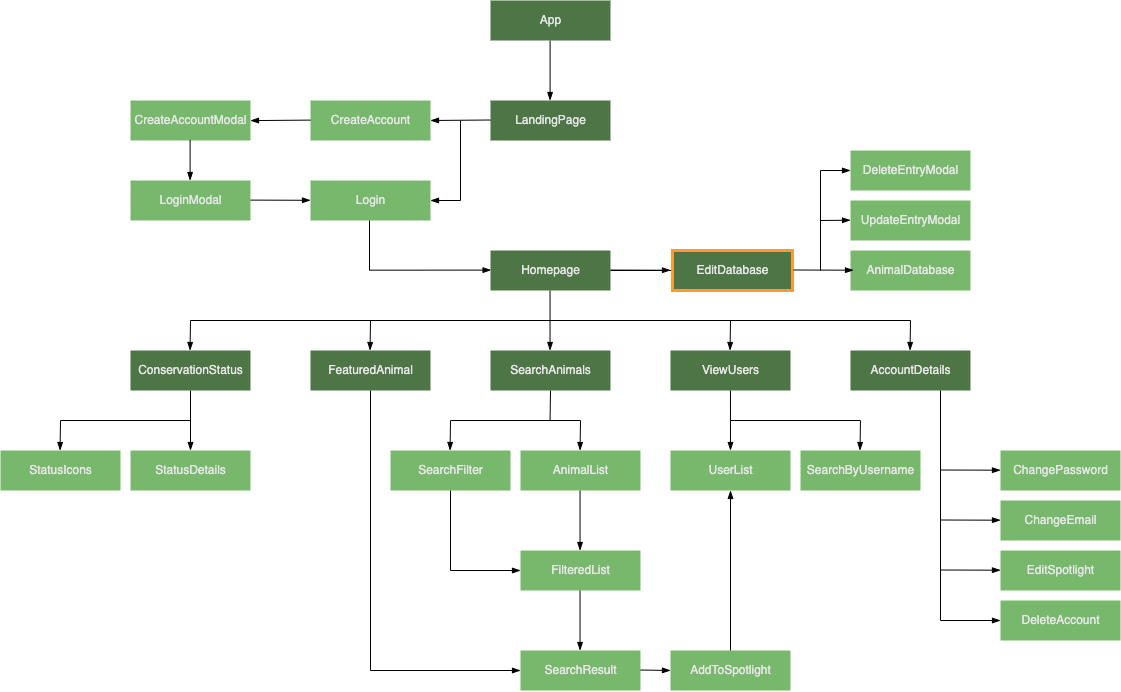 App
CreateAccountModal
CreateAccount
LandingPage
DeleteEntryModal
LoginModal
Login
UpdateEntryModal
Homepage
EditDatabase
AnimalDatabase
ConservationStatus
FeaturedAnimal
SearchAnimals
ViewUsers
AccountDetails
StatusIcons
StatusDetails
SearchFilter
AnimalList
UserList
SearchByUsername
ChangePassword
ChangeEmail
FilteredList
EditSpotlight
DeleteAccount
SearchResult
AddToSpotlight